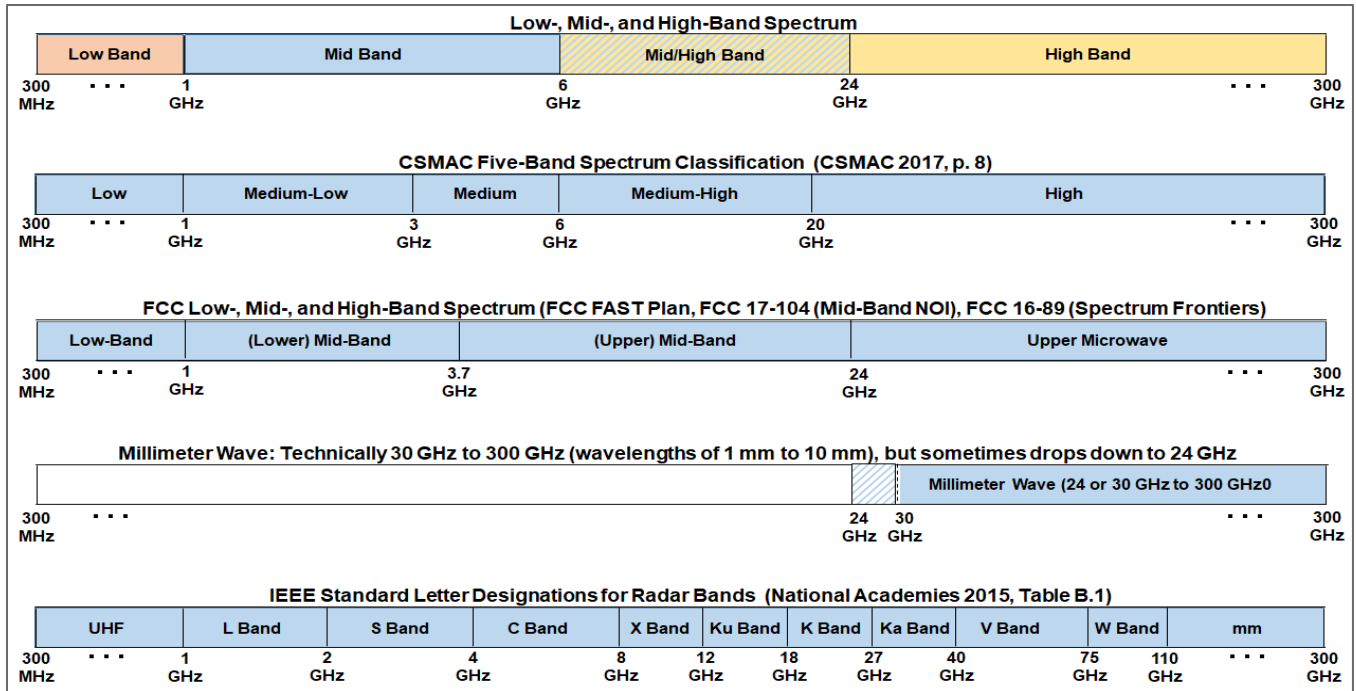 Low-, Mid-, and High-Band Spectrum
Low Band Mid Band Mid/High Band High Band
300 ▪ ▪ ▪ 1 6 24 ▪ ▪ ▪ 300
MHz GHz GHz GHz GHz
CSMAC Five-Band Spectrum Classification (CSMAC 2017, p. 8)
Low Medium-Low Medium Medium-High High
300 ▪ ▪ ▪ 1 3 6 20 ▪ ▪ ▪ 300
MHz GHz GHz GHz GHz GHz
FCC Low-, Mid-, and High-Band Spectrum (FCC FAST Plan, FCC 17-104 (Mid-Band NOI), FCC 16-89 (Spectrum Frontiers)
Low-Band (Lower) Mid-Band (Upper) Mid-Band Upper Microwave
300 ▪ ▪ ▪ 1 3.7 24 ▪ ▪ ▪ 300
MHz GHz GHz GHz GHz
Millimeter Wave: Technically 30 GHz to 300 GHz (wavelengths of 1 mm to 10 mm), but sometimes drops down to 24 GHz
Millimeter Wave (24 or 30 GHz to 300 GHz0
300 ▪ ▪ ▪ 24 30 ▪ ▪ ▪ 300
MHz GHz GHz GHz
IEEE Standard Letter Designations for Radar Bands (National Academies 2015, Table B.1)
UHF L Band S Band C Band X Band Ku Band K Band Ka Band V Band W Band mm
300 ▪ ▪ ▪ 1 2 4 8 12 18 27 40 75 110 ▪ ▪ ▪ 300
MHz GHz GHz GHz GHz GHz GHz GHz GHz GHz GHz GHz